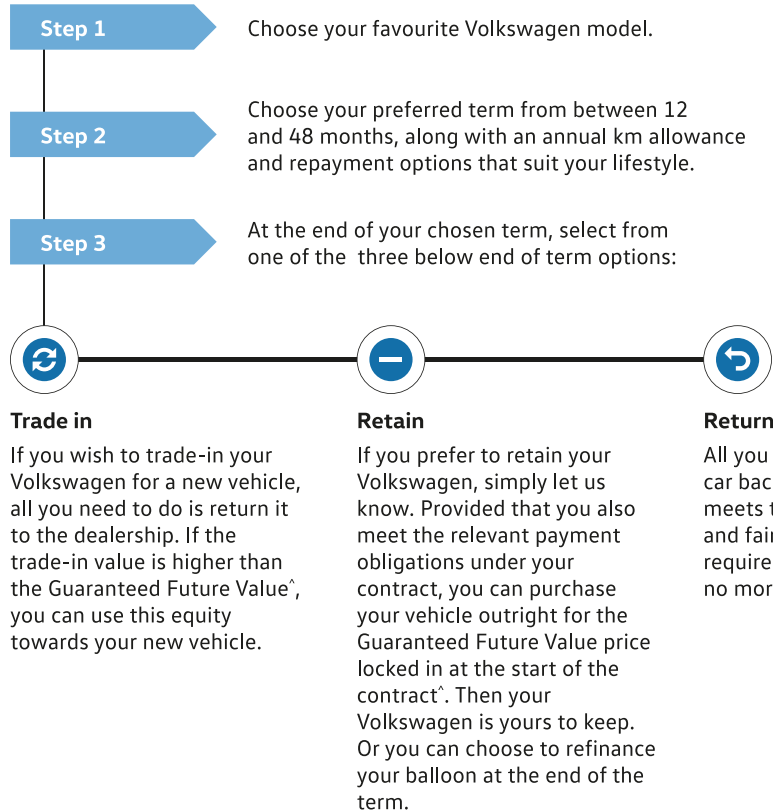 Step 1
Choose your favourite Volkswagen model.
Step 2
Choose your preferred term from between 12
and 48 months, along with an annual km allowance
and repayment options that suit your lifestyle.
Step 3
At the end of your chosen term, select from
one of the three below end of term options:
Trade in
If you wish to trade-in your
Volkswagen for a new vehicle,
all you need to do is return it
to the dealership. If the
trade-in value is higher than
the Guaranteed Future Value^,
you can use this equity
towards your new vehicle.
Retain
If you prefer to retain your
Volkswagen, simply let us
know. Provided that you also
meet the relevant payment
obligations under your
contract, you can purchase
your vehicle outright for the
Guaranteed Future Value price
locked in at the start of the
contract^. Then your
Volkswagen is yours to keep.
Or you can choose to refinance
your balloon at the end of the
term.
Return
All you
car
meets
and
no